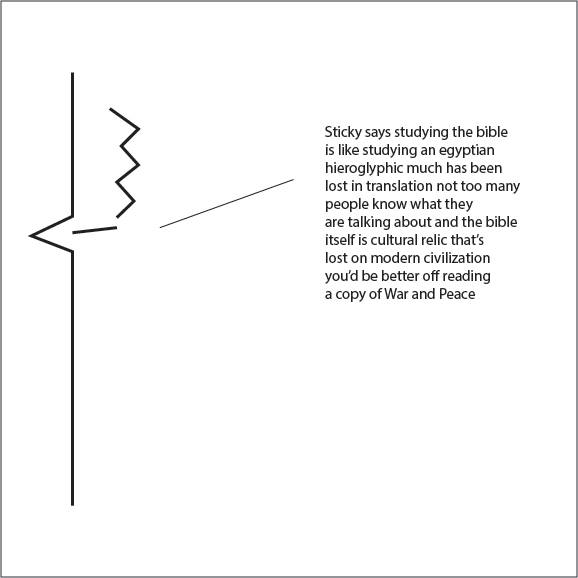 Sticky says studying the bible
is like studying an egyptian
hieroglyphic much has been
lost in translation not too many
people know what they
are talking about and the bible
itself is cultural relic that's
lost on modern civilization
you'd be better off reading
a copy of War and Peace